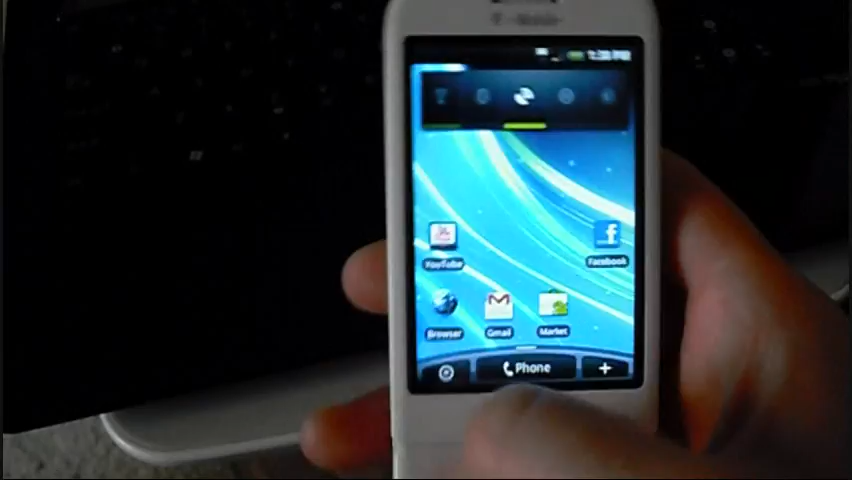 T-Mobile
YouTube
Facebook
Browser
Gmail
Market
Phone
+